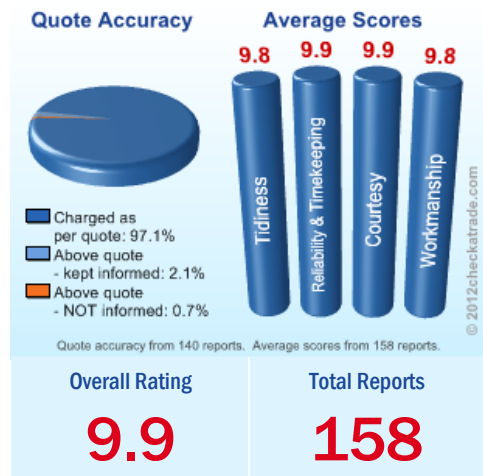 Quote Accuracy
Average Scores
9.8
9.9
9.9
9.8
Tidiness
Reliability & Timekeeping
Courtesy
Workmanship
Charged as
per quote: 97.1%
Above quote
- kept informed: 2.1%
Above quote
- NOT informed: 0.7%
© 2012checkatrade.com
Quote accuracy from 140 reports. Average scores from 158 reports.
Overall Rating
9.9
Total Reports
158